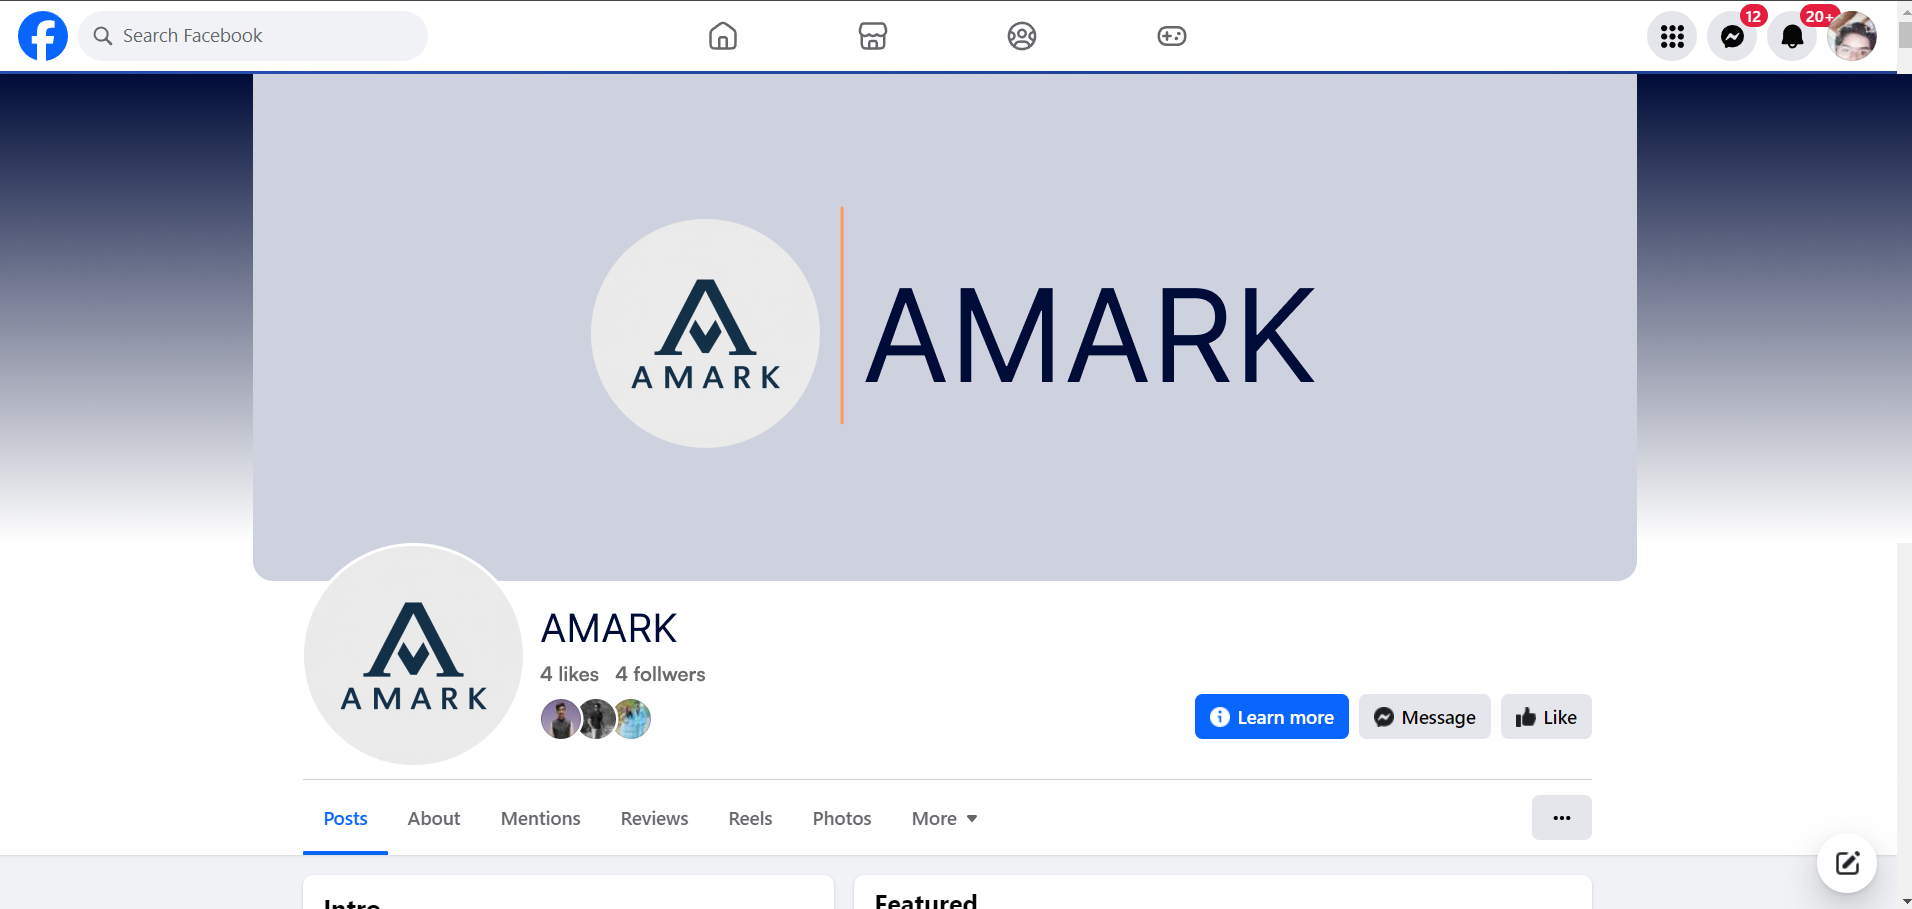 Search Facebook
12
20+
AMARK
AMARK
AMARK
AMARK
4 likes 4 follwers
Learn more
Message
Like
Posts
About
Mentions
Reviews
Reels
Photos
More
Intro
Featured